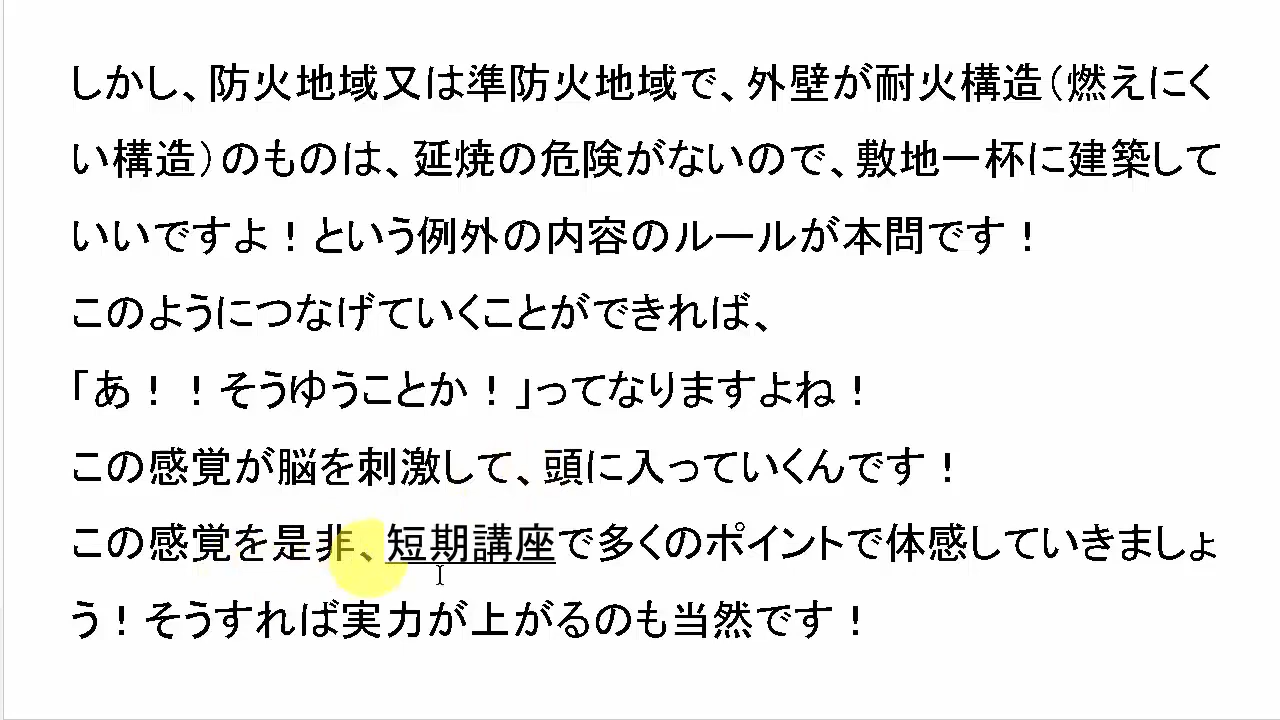 しかし、防火地域又は準防火地域で、外壁が耐火構造（燃えにく
い構造）のものは、延焼の危険がないので、敷地一杯に建築して
いいですよ！という例外の内容のルールが本問です！
このようにつなげていくことができれば、
「あ！！そうゆうことか！」ってなりますよね！
この感覚が脳を刺激して、頭に入っていくんです！
この感覚を是非、短期講座で多くのポイントで体感していきましょ
う！そうすれば実力が上がるのも当然です！